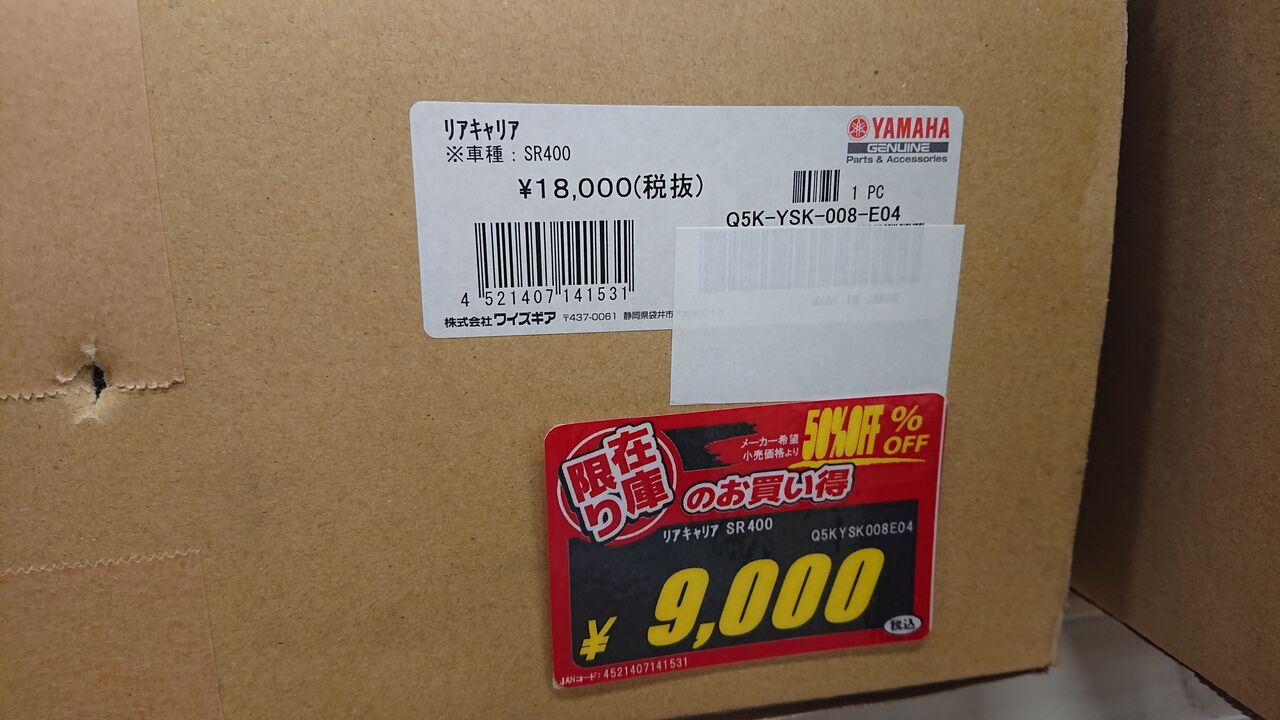 リアキャリア
※車種：SR400
¥18,000(税抜)
YAMAHA
GENUINE
Parts & Accessories
1 PC
Q5K-YSK-008-E04
4 521407 141531
株式会社ワイズギア 〒437-0061 静岡県袋井市
在庫限り
メーカー希望
小売価格より
50%OFF
% OFF
のお買い得
リアキャリア SR400
Q5KYSK008E04
¥ 9,000
税込
JANコード:4521407141531